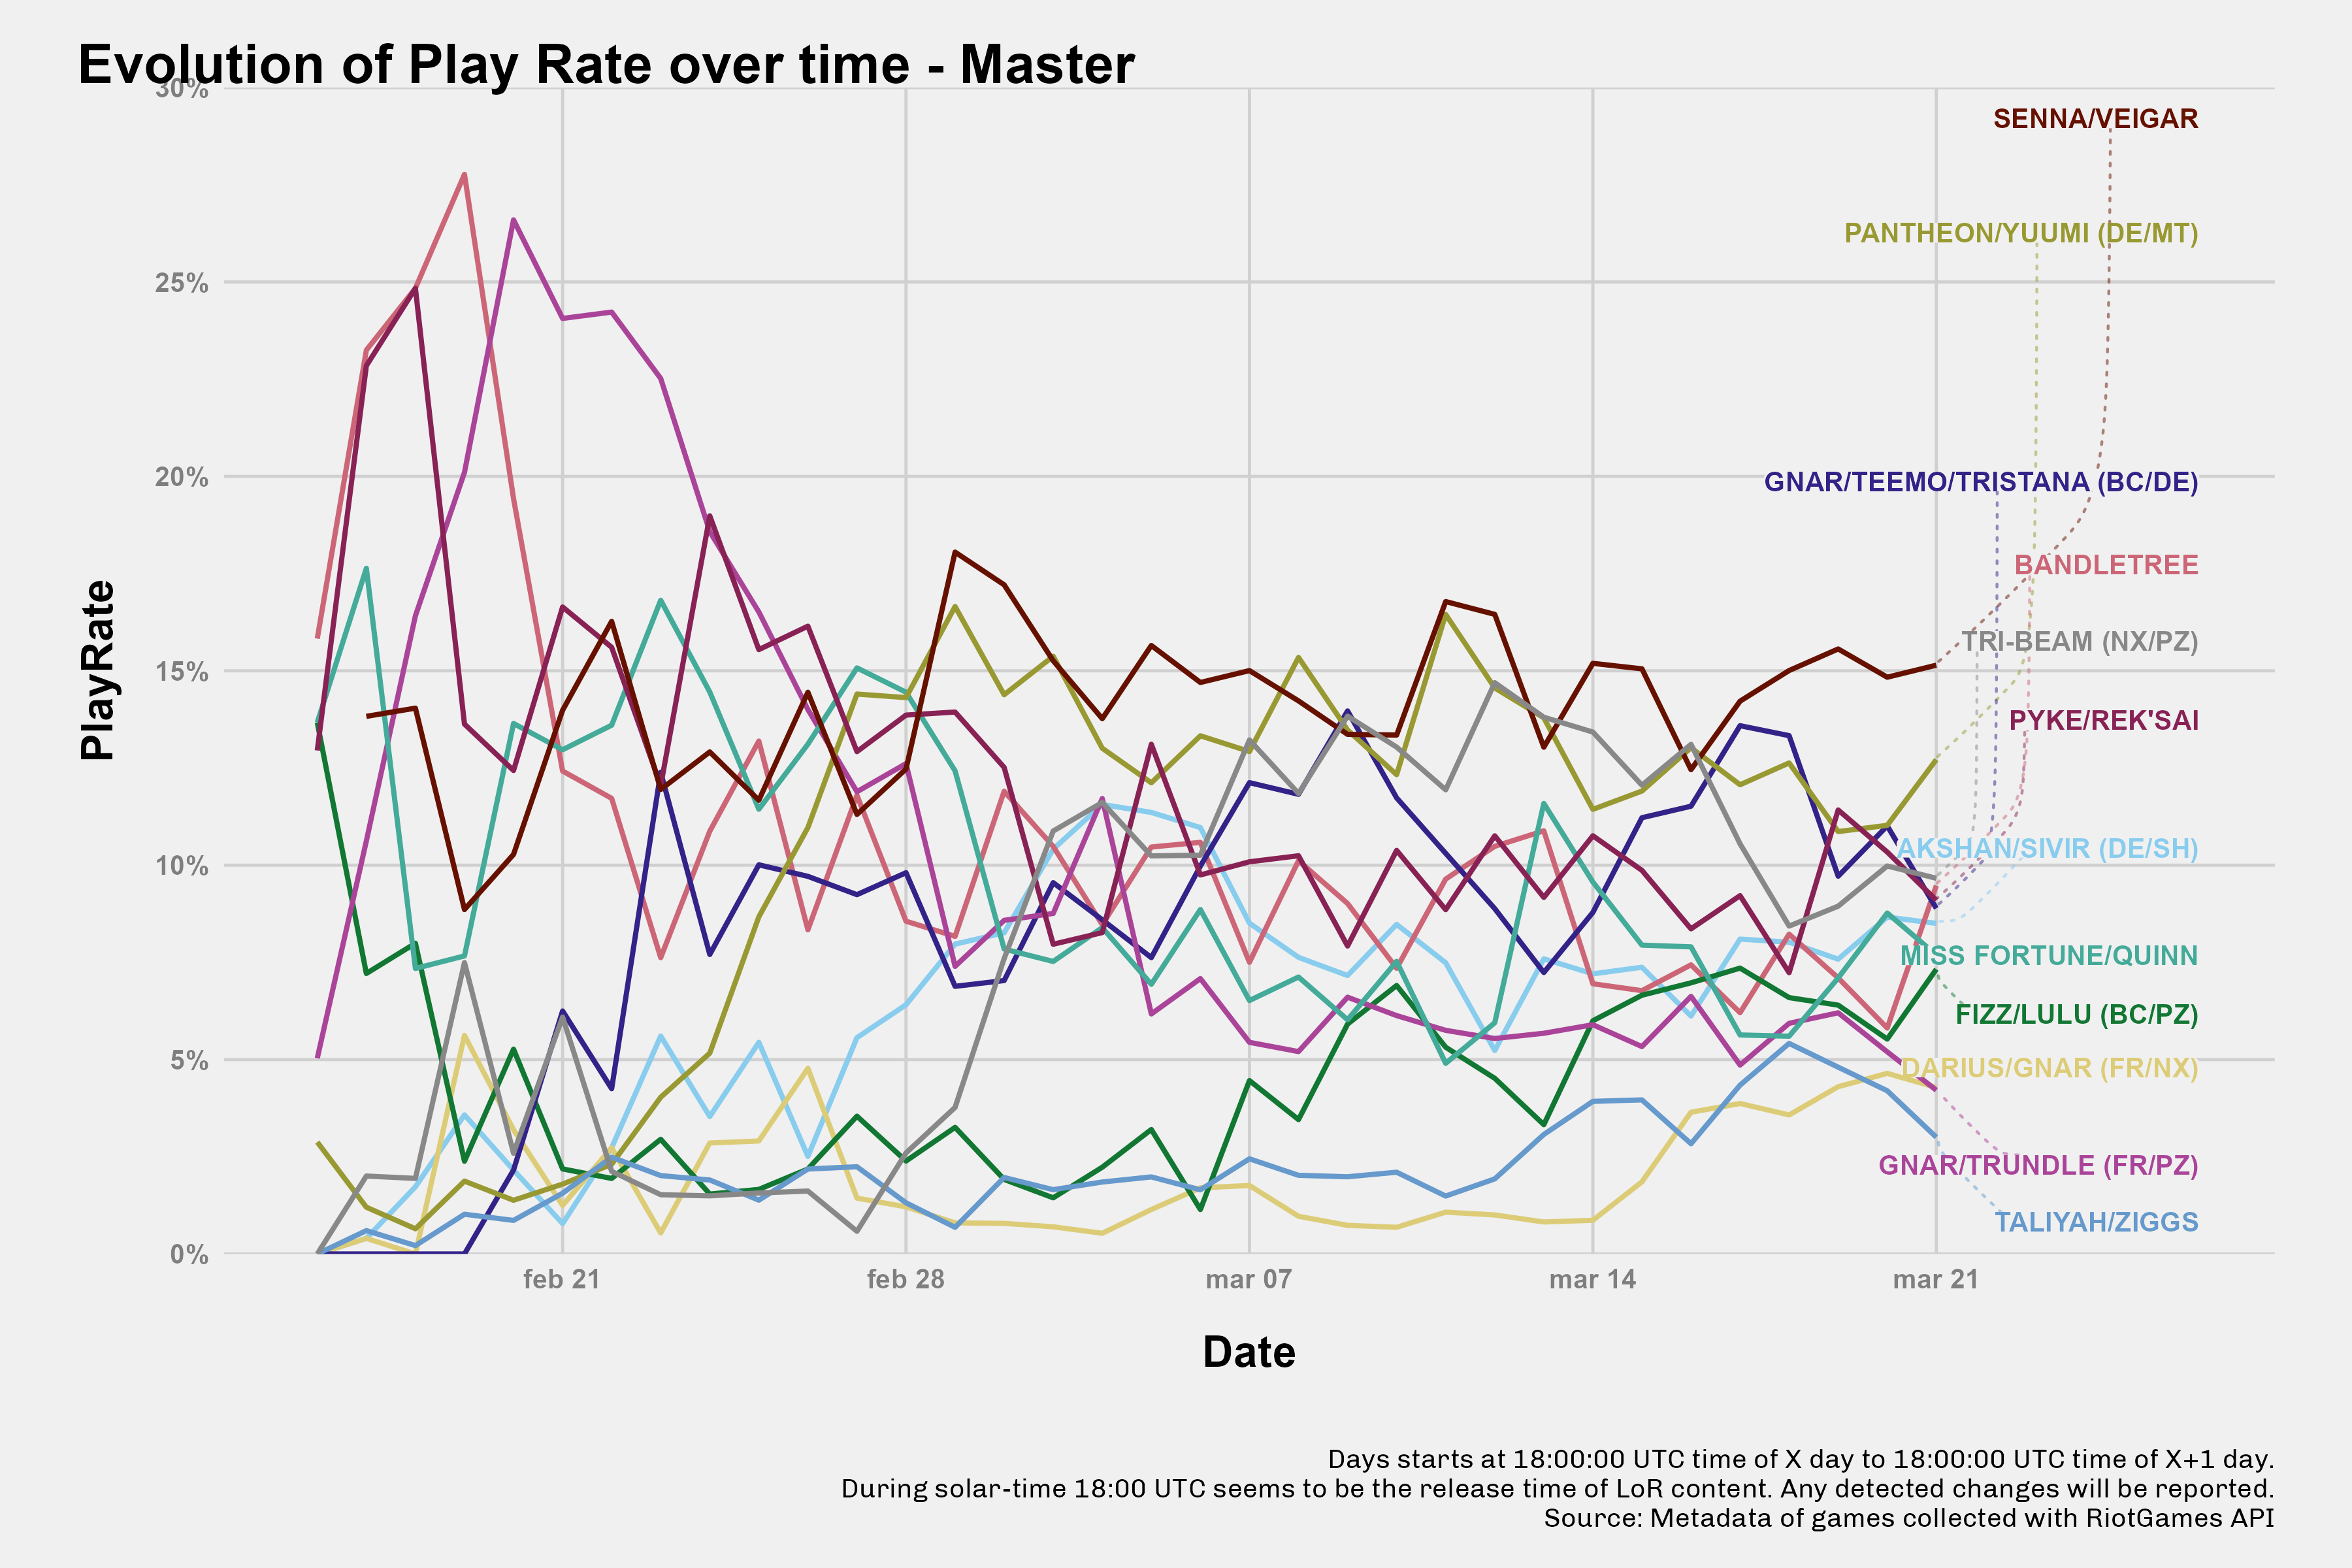 Evolution of Play Rate over time - Master
30%
25%
20%
15%
10%
5%
0%
PlayRate
SENNA/VEIGAR
PANTHEON/YUUMI (DE/MT)
GNAR/TEEMO/TRISTANA (BC/DE)
BANDLETREE
TRI-BEAM (NX/PZ)
PYKE/REK'SAI
AKSHAN/SIVIR (DE/SH)
MISS FORTUNE/QUINN
FIZZ/LULU (BC/PZ)
DARIUS/GNAR (FR/NX)
GNAR/TRUNDLE (FR/PZ)
TALIYAH/ZIGGS
feb 21 feb 28 mar 07 mar 14 mar 21
Date
Days starts at 18:00:00 UTC time of X day to 18:00:00 UTC time of X+1 day.
During solar-time 18:00 UTC seems to be the release time of LoR content. Any detected changes will be reported.
Source: Metadata of games collected with RiotGames API